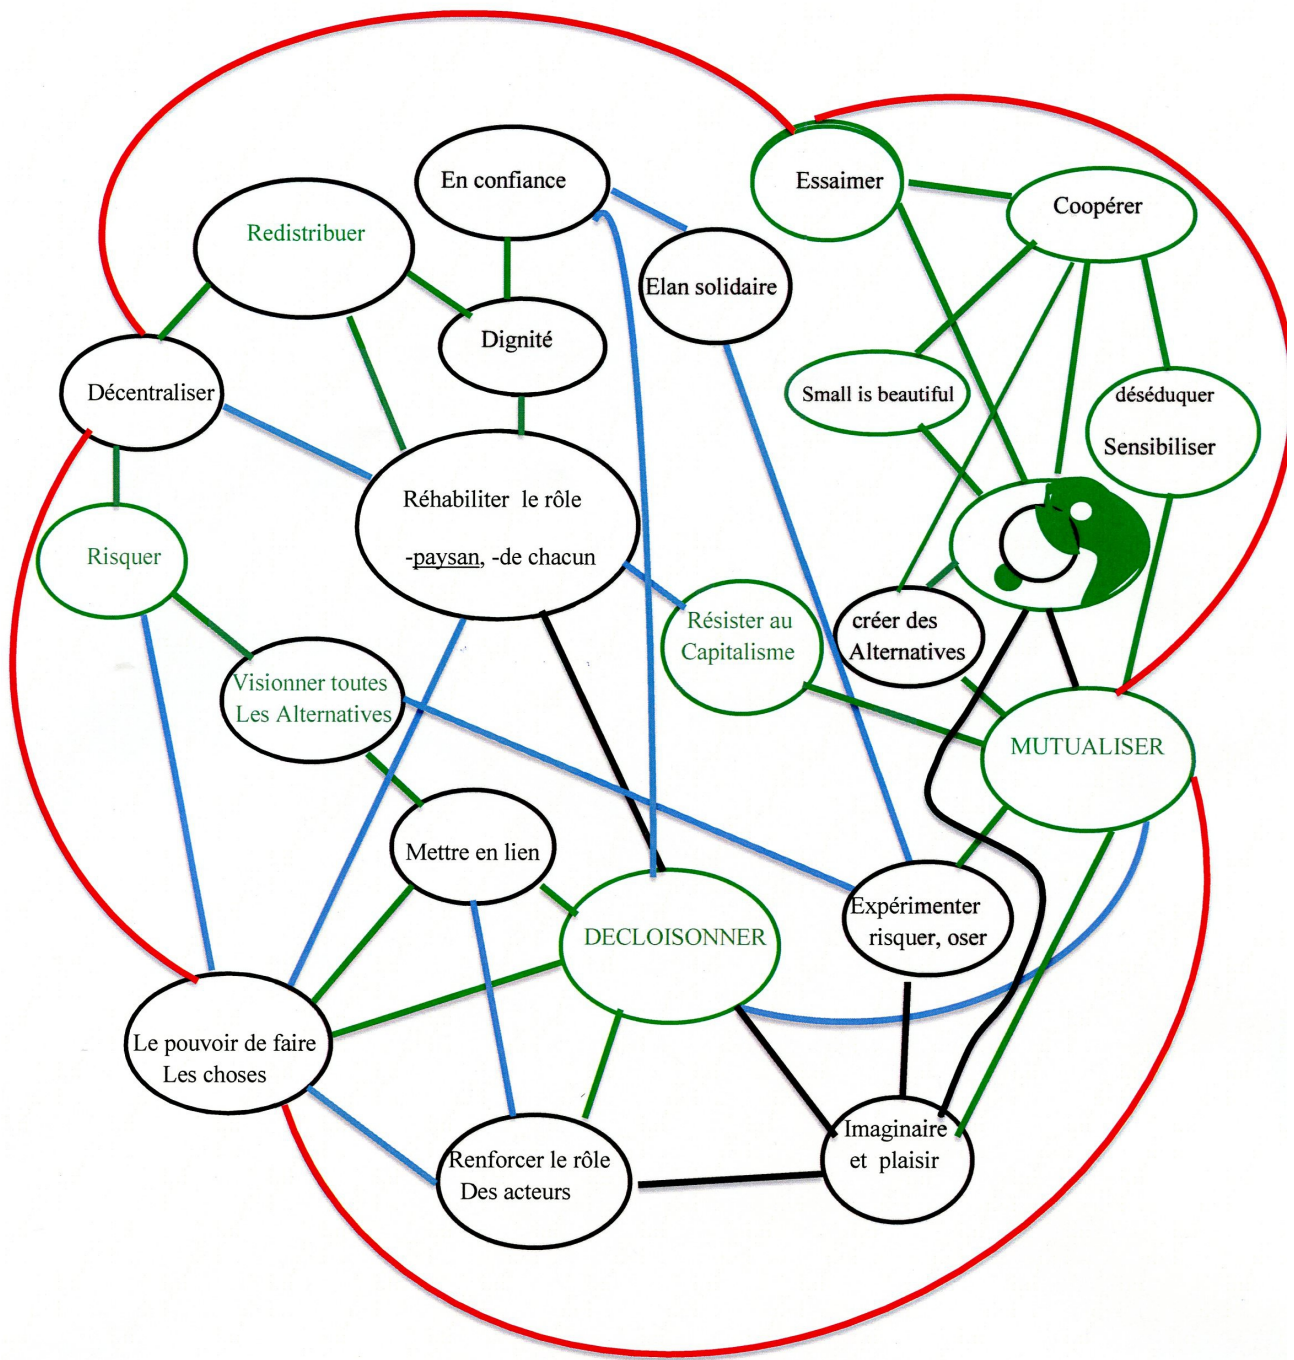 En confiance
Essaimer
Coopérer
Redistribuer
Elan solidaire
Dignité
Décentraliser
Small is beautiful
déséduquer
Sensibiliser
Réhabiliter le rôle
-paysan, -de chacun
Risquer
Résister au
Capitalisme
créer des
Alternatives
Visionner toutes
Les Alternatives
MUTUALISER
Mettre en lien
Expérimenter
risquer, oser
DECLOISONNER
Le pouvoir de faire
Les choses
Imaginaire
et plaisir
Renforcer le rôle
Des acteurs